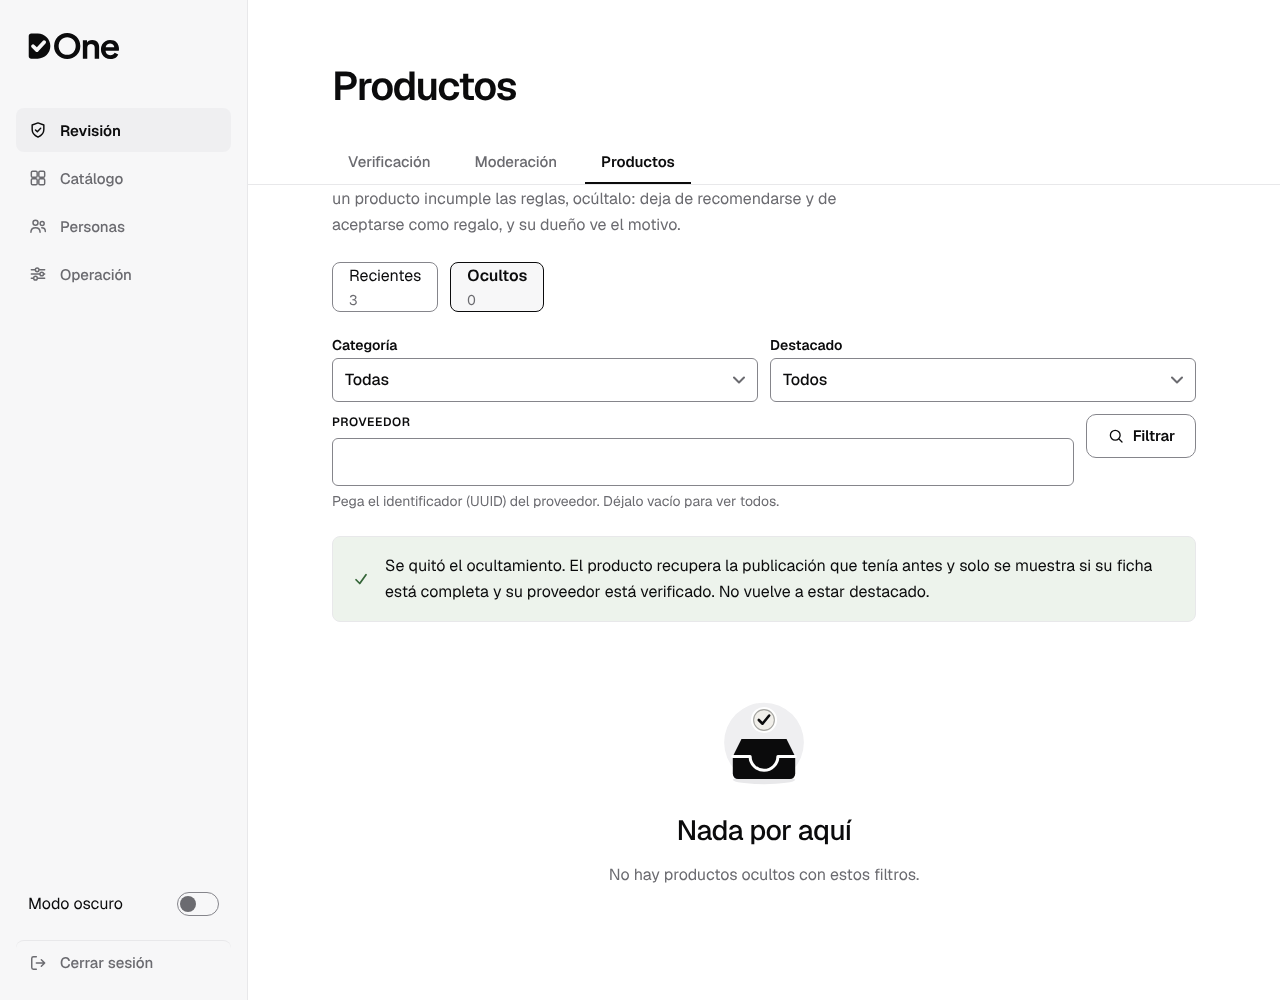 DOne
Revisión
Catálogo
Personas
Operación
Modo oscuro
Cerrar sesión
Productos
Verificación
Moderación
Productos
un producto incumple las reglas, ocúltalo: deja de recomendarse y de
aceptarse como regalo, y su dueño ve el motivo.
Recientes
3
Ocultos
0
Categoría
Todas
Destacado
Todos
PROVEEDOR
Filtrar
Pega el identificador (UUID) del proveedor. Déjalo vacío para ver todos.
Se quitó el ocultamiento. El producto recupera la publicación que tenía antes y solo se muestra si su ficha
está completa y su proveedor está verificado. No vuelve a estar destacado.
Nada por aquí
No hay productos ocultos con estos filtros.